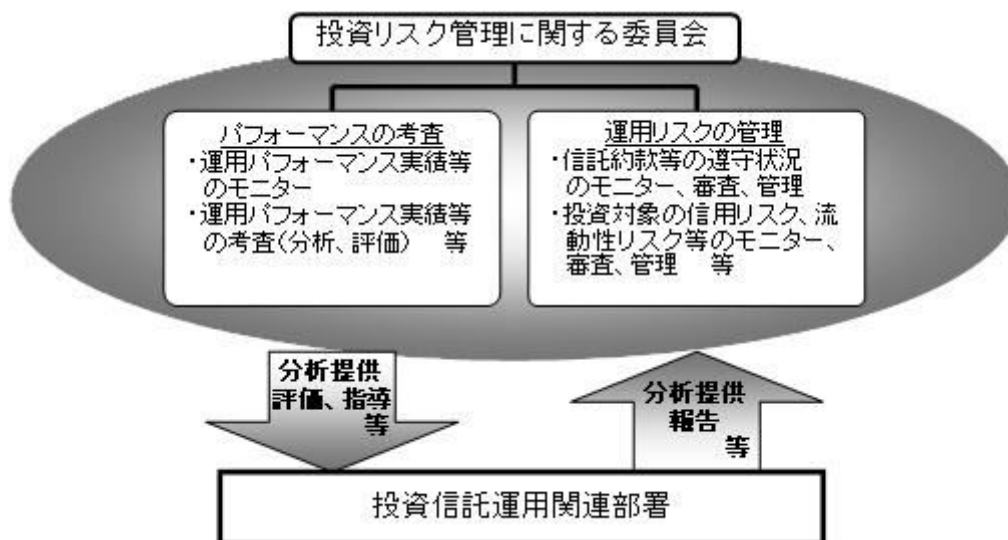 投資リスク管理に関する委員会
パフォーマンスの考査
・運用パフォーマンス実績等
のモニター
・運用パフォーマンス実績等
の考査(分析、評価) 等
運用リスクの管理
・信託約款等の遵守状況
のモニター、審査、管理
・投資対象の信用リスク、流
動性リスク等のモニター、
審査、管理 等
分析提供
評価、指導
等
分析提供
報告
等
投資信託運用関連部署